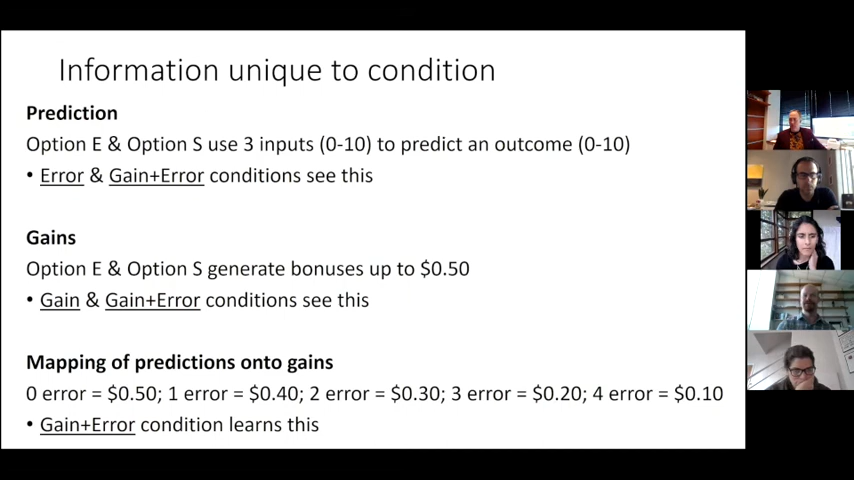 Information unique to condition
Prediction
Option E & Option S use 3 inputs (0-10) to predict an outcome (0-10)
• Error & Gain+Error conditions see this
Gains
Option E & Option S generate bonuses up to $0.50
• Gain & Gain+Error conditions see this
Mapping of predictions onto gains
0 error = $0.50; 1 error = $0.40; 2 error = $0.30; 3 error = $0.20; 4 error = $0.10
• Gain+Error condition learns this